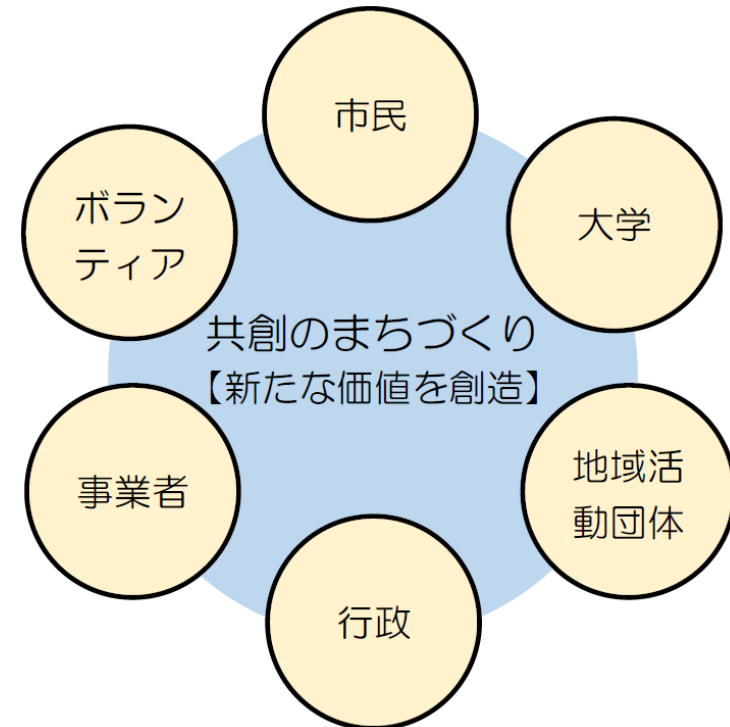 市民
ボラン
ティア
大学
共創のまちづくり
【新たな価値を創造】
事業者
地域活
動団体
行政